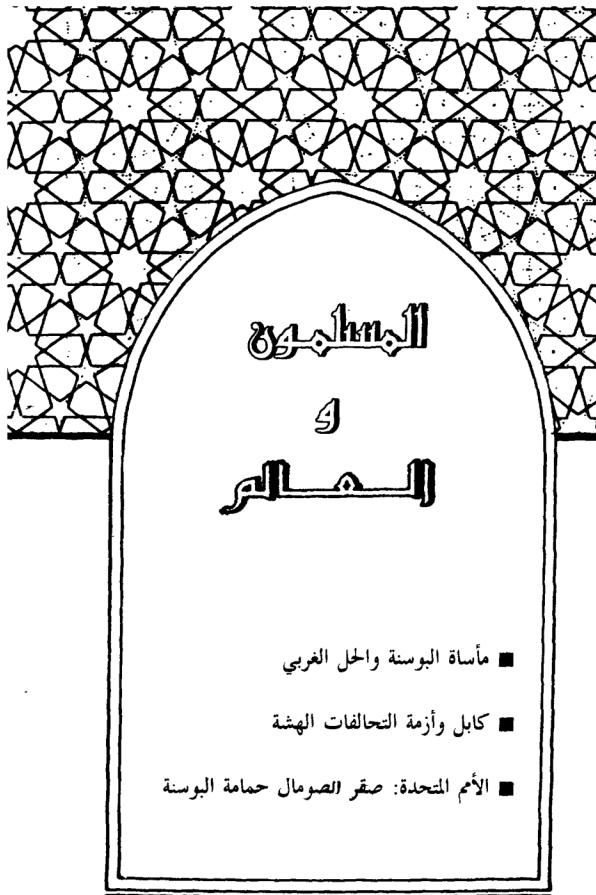 المسلمون
و
العالم
■ مأساة البوسنة والحل الغربي
■ كابل وأزمة التحالفات الهشة
■ الأمم المتحدة: صقر الصومال حمامة البوسنة